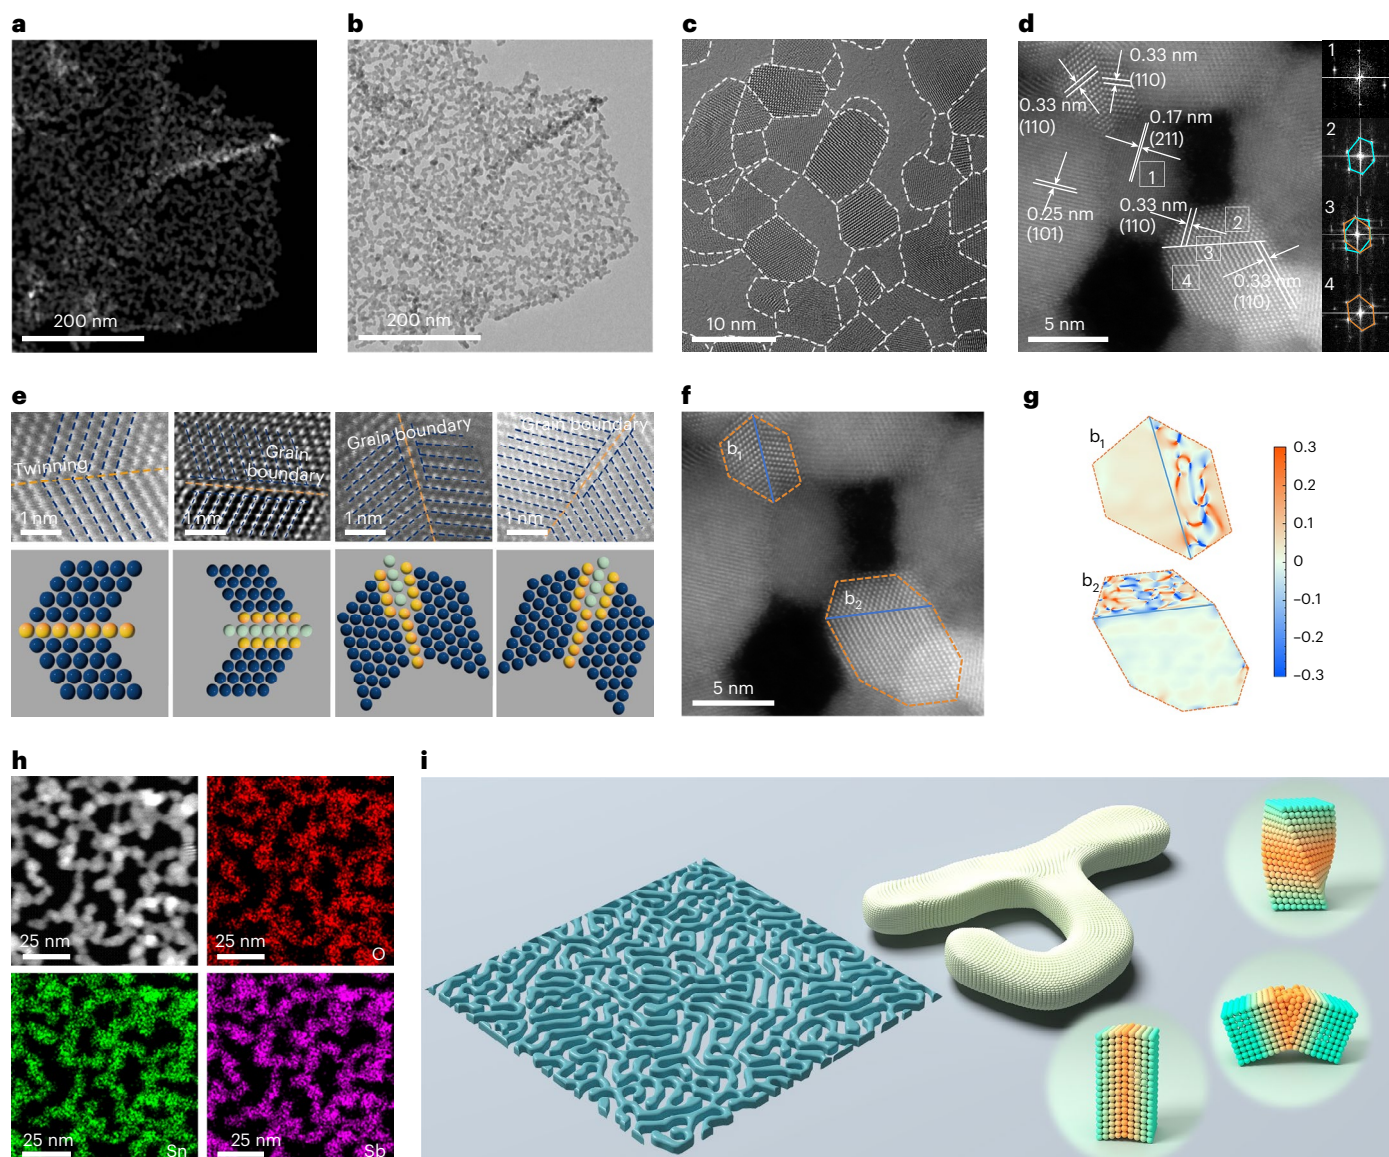 a
b
c
d
200 nm
200 nm
10 nm
0.33 nm
(110)
0.33 nm
(110)
0.17 nm
(211)
1
0.25 nm
(101)
0.33 nm
(110)
2
3
4
0.33 nm
(110)
5 nm
1
2
3
4
e
Twinning
1 nm
Grain
boundary
1 nm
Grain boundary
1 nm
Grain boundary
1 nm
f
b1
b2
5 nm
g
b1
b2
0.3
0.2
0.1
0
−0.1
−0.2
−0.3
h
25 nm
25 nm
O
25 nm
Sn
25 nm
Sb
i